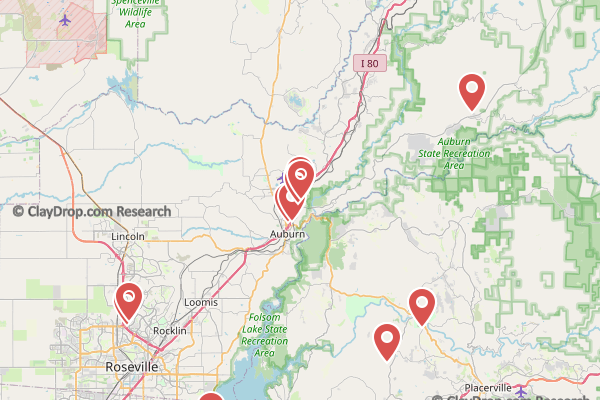 Spenceville
Wildlife
Area
I 80
Auburn
State Recreation
Area
© ClayDrop.com Research
Lincoln
Auburn
Loomis
Rocklin
Folsom
Lake State
Recreation
Area
Roseville
Placerville
© ClayDrop.com Research